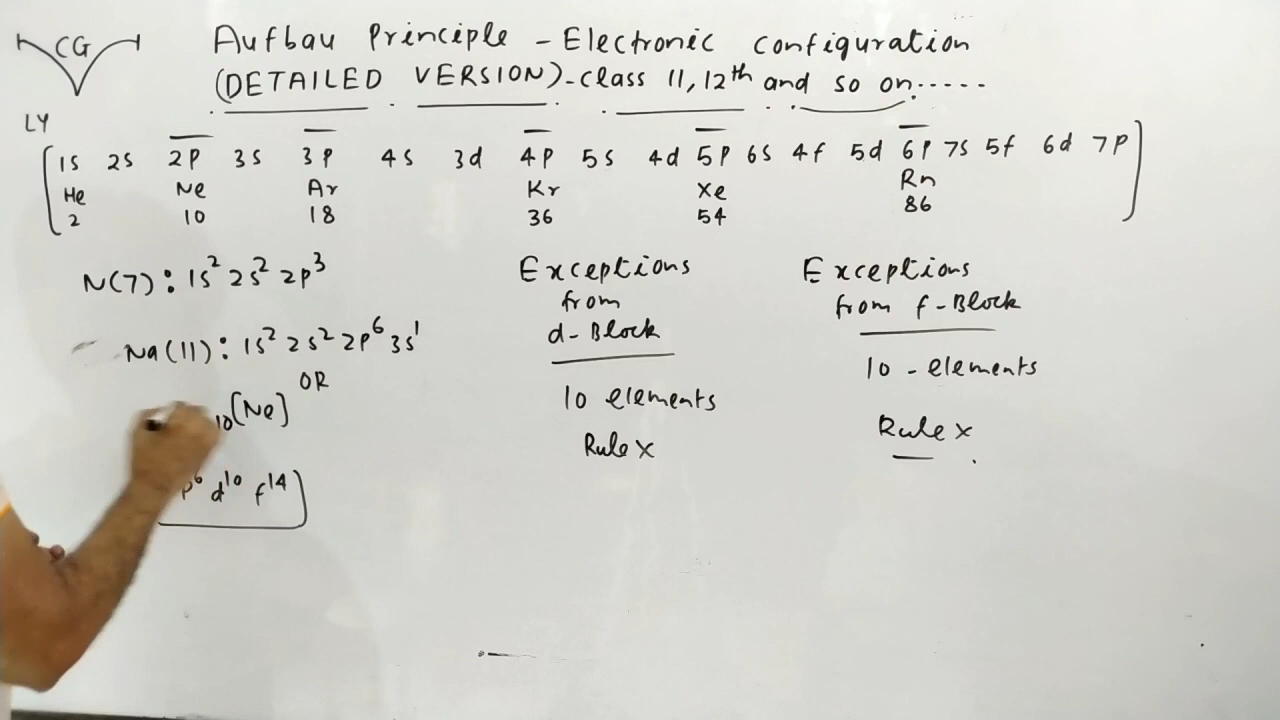 CG
Aufbau Principle - Electronic configuration
(DETAILED VERSION) - class 11, 12th and so on.....
LY
1s 2s 2p 3s 3p 4s 3d 4p 5s 4d 5p 6s 4f 5d 6p 7s 5f 6d 7p
He Ne Ar Kr Xe Rn
2 10 18 36 54 86
N(7): 1s² 2s² 2p³
Na(11): 1s² 2s² 2p⁶ 3s¹
OR
₁₀[Ne]
p⁶ d¹⁰ f¹⁴
Exceptions
from
d-Block
10 elements
Rule x
Exceptions
from f-Block
10 - elements
Rule x